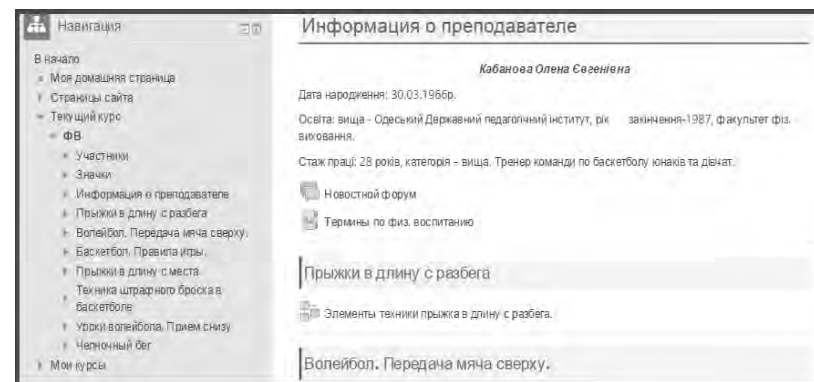 Навигация
В начало
Моя домашняя страница
Страницы сайта
Текущий курс
ФВ
Участники
Значки
Информация о преподавателе
Прыжки в длину с разбега
Волейбол. Передача мяча сверху.
Баскетбол. Правила игры.
Прыжки в длину с места
Техника штрафного броска в
баскетболе
Уроки волейбола. Прием снизу
Челночный бег
Мои курсы
Информация о преподавателе
Кабанова Олена Євгенівна
Дата народження: 30.03.1966р.
Освіта: вища - Одеський Державний педагогічний інститут, рік закінчення-1987, факультет фіз.
виховання.
Стаж праці: 28 років, категорія – вища. Тренер команди по баскетболу юнаків та дівчат.
Новостной форум
Термины по физ. воспитанию
Прыжки в длину с разбега
Элементы техники прыжка в длину с разбега.
Волейбол. Передача мяча сверху.